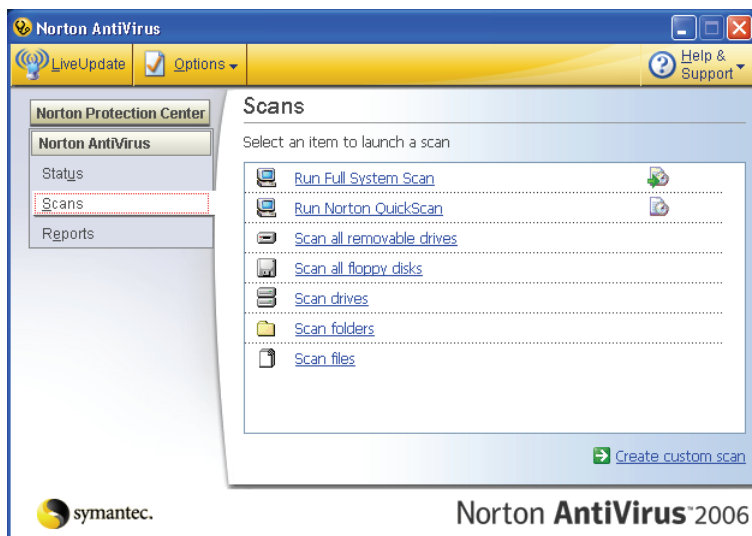 Norton AntiVirus
LiveUpdate
Options
Help & Support
Norton Protection Center
Norton AntiVirus
Status
Scans
Reports
Scans
Select an item to launch a scan
Run Full System Scan
Run Norton QuickScan
Scan all removable drives
Scan all floppy disks
Scan drives
Scan folders
Scan files
Create custom scan
symantec.
Norton AntiVirus™2006